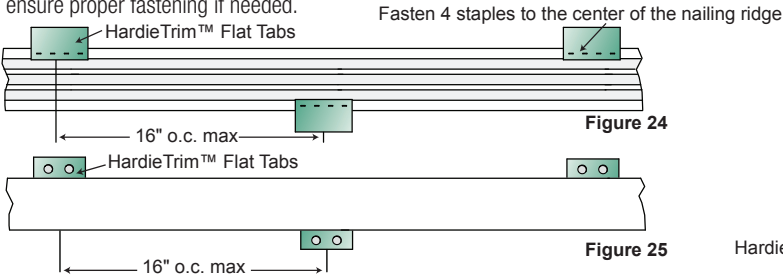 ensure proper fastening if needed.
Fasten 4 staples to the center of the nailing ridge
HardieTrim™ Flat Tabs
Figure 24
16" o.c. max
HardieTrim™ Flat Tabs
Figure 25
Hardie
16" o.c. max